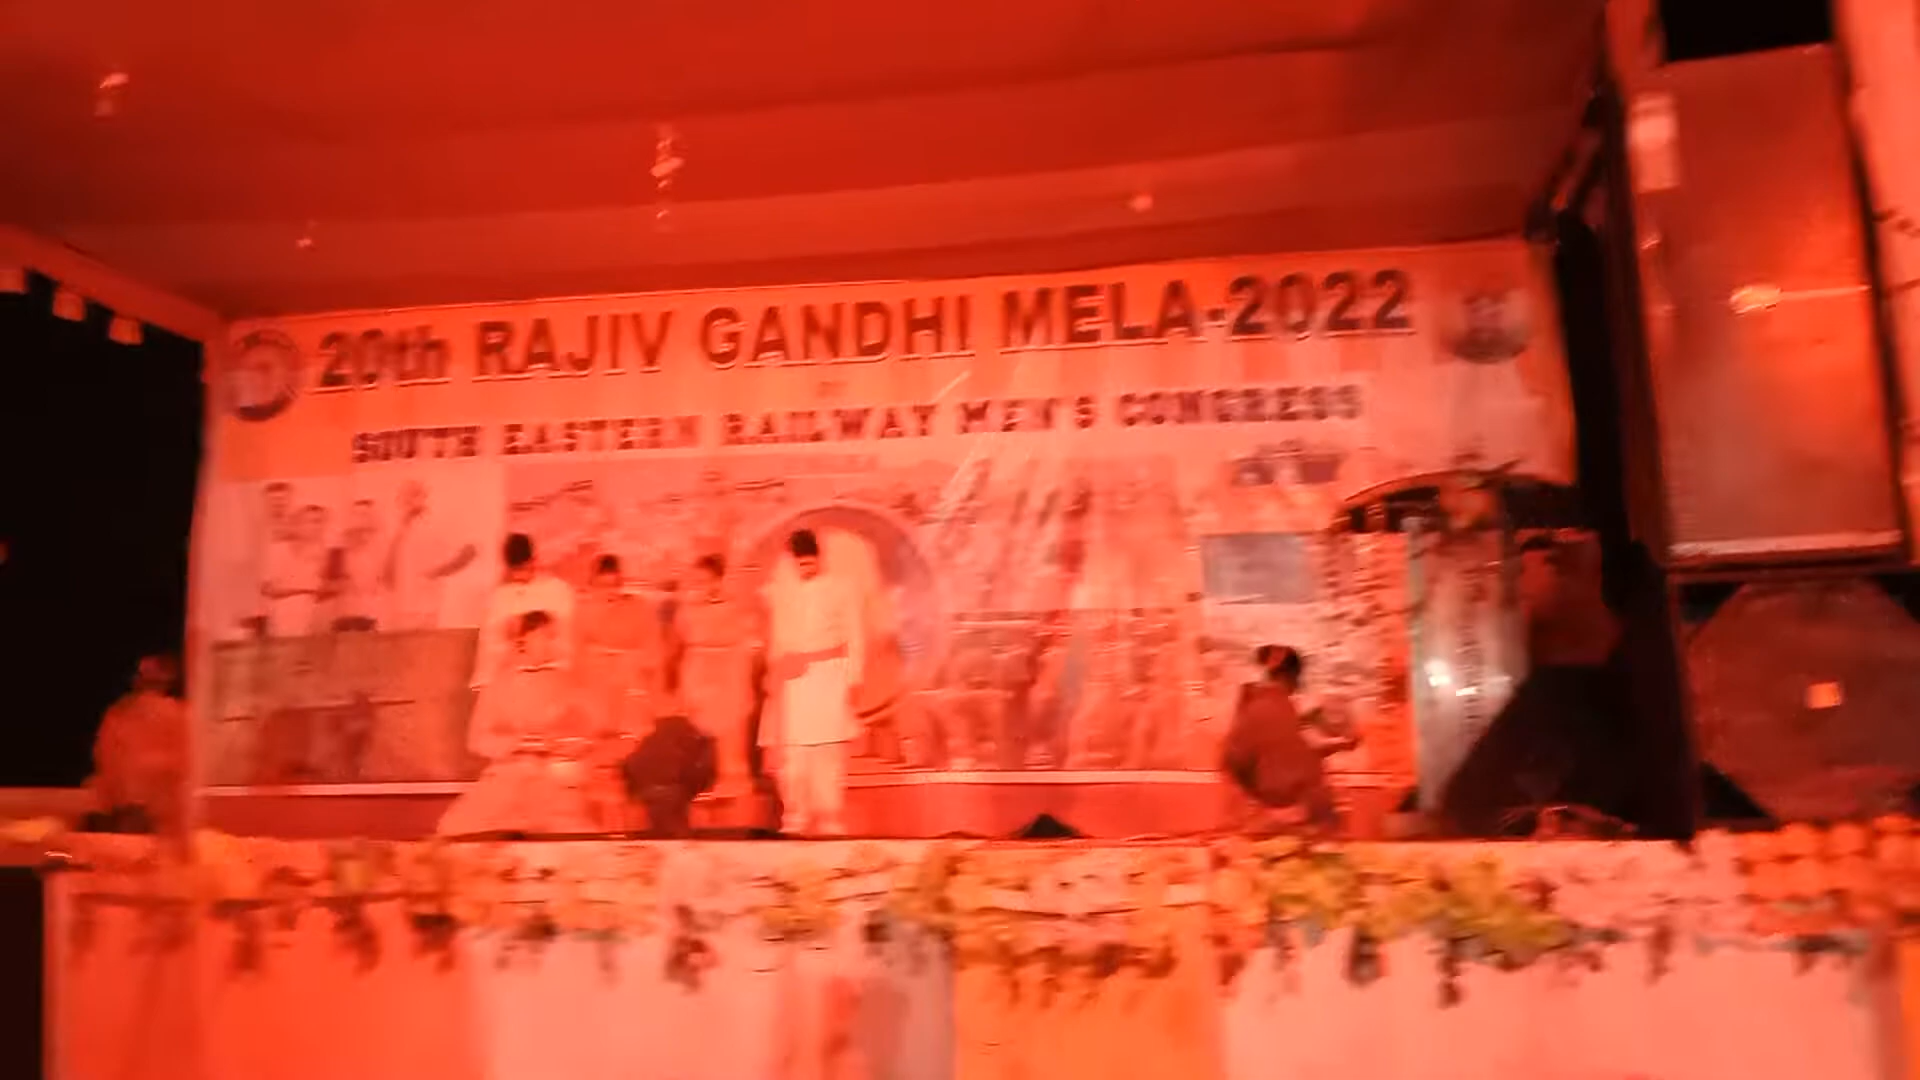 20th RAJIV GANDHI MELA-2022
SOUTH EASTERN RAILWAY MEN'S CONGRESS